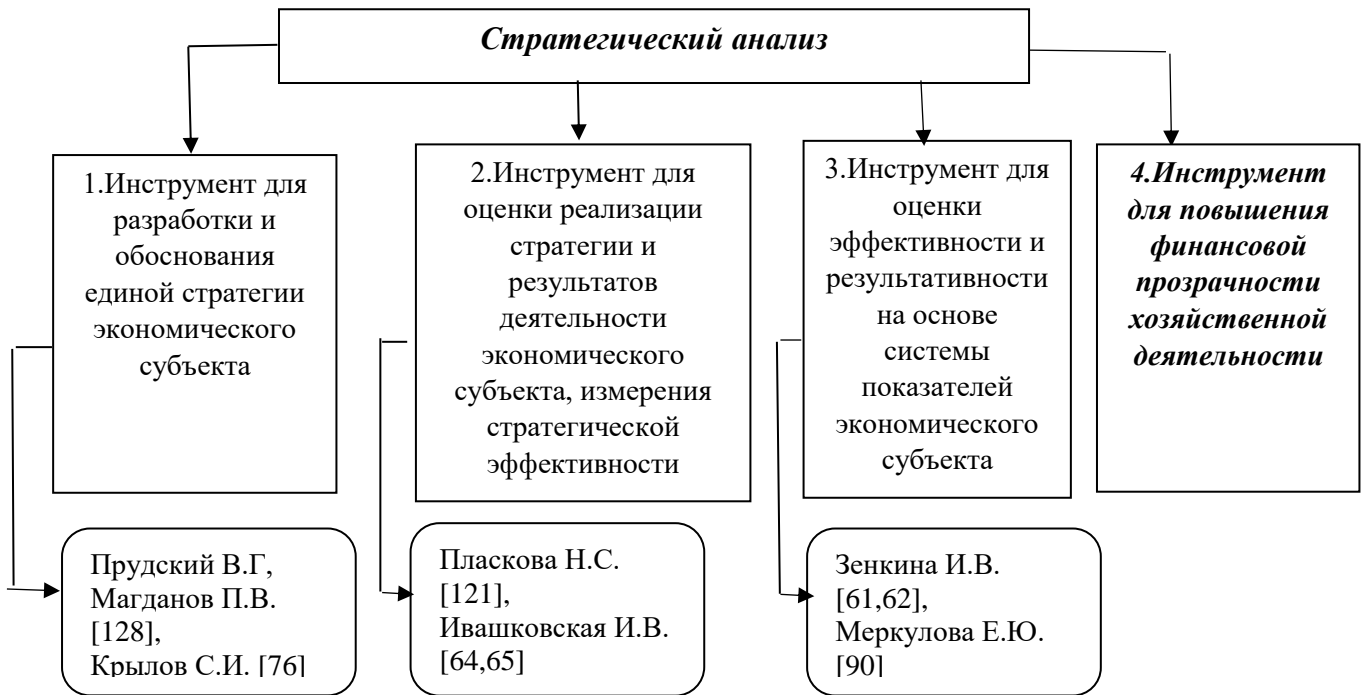 Стратегический анализ
1.Инструмент для
разработки и
обоснования
единой стратегии
экономического
субъекта
2.Инструмент для
оценки реализации
стратегии и
результатов
деятельности
экономического
субъекта, измерения
стратегической
эффективности
3.Инструмент для
оценки
эффективности и
результативности
на основе
системы
показателей
экономического
субъекта
4.Инструмент
для повышения
финансовой
прозрачности
хозяйственной
деятельности
Прудский В.Г,
Магданов П.В.
[128],
Крылов С.И. [76]
Пласкова Н.С.
[121],
Ивашковская И.В.
[64,65]
Зенкина И.В.
[61,62],
Меркулова Е.Ю.
[90]